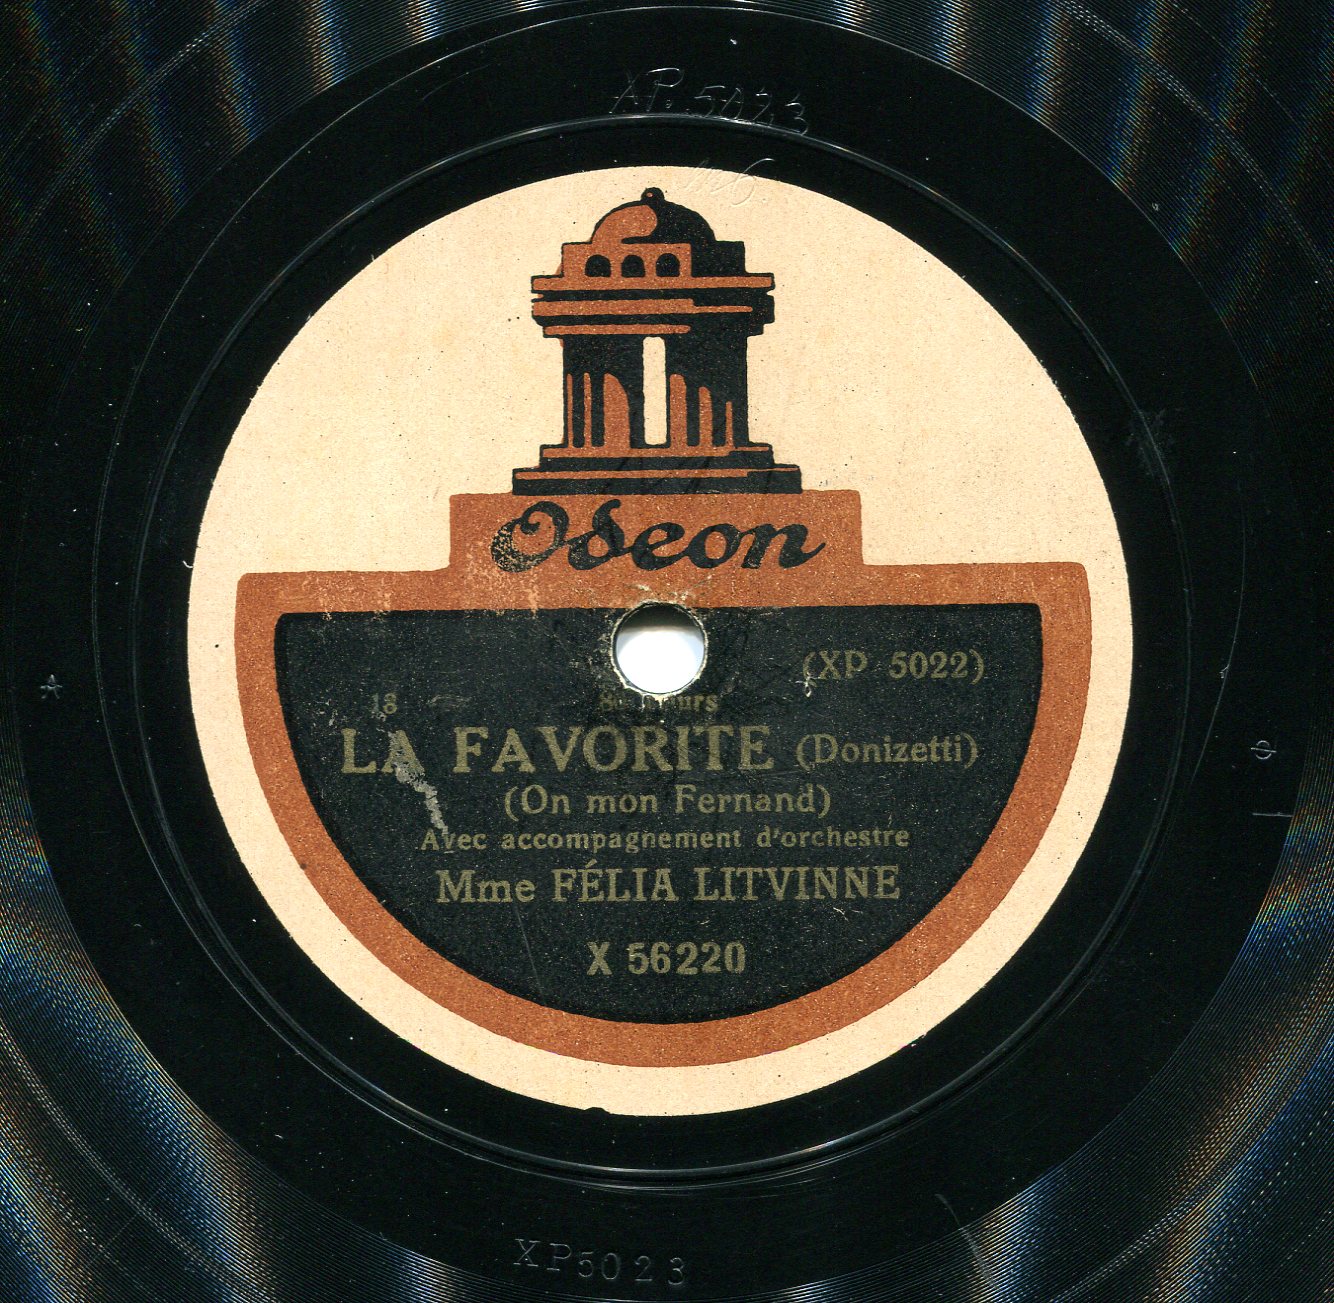 XP. 5023
Odeon
(XP 5022)
18
LA FAVORITE (Donizetti)
(On mon Fernand)
Avec accompagnement d'orchestre
Mme FÉLIA LITVINNE
X 56220
XP5023